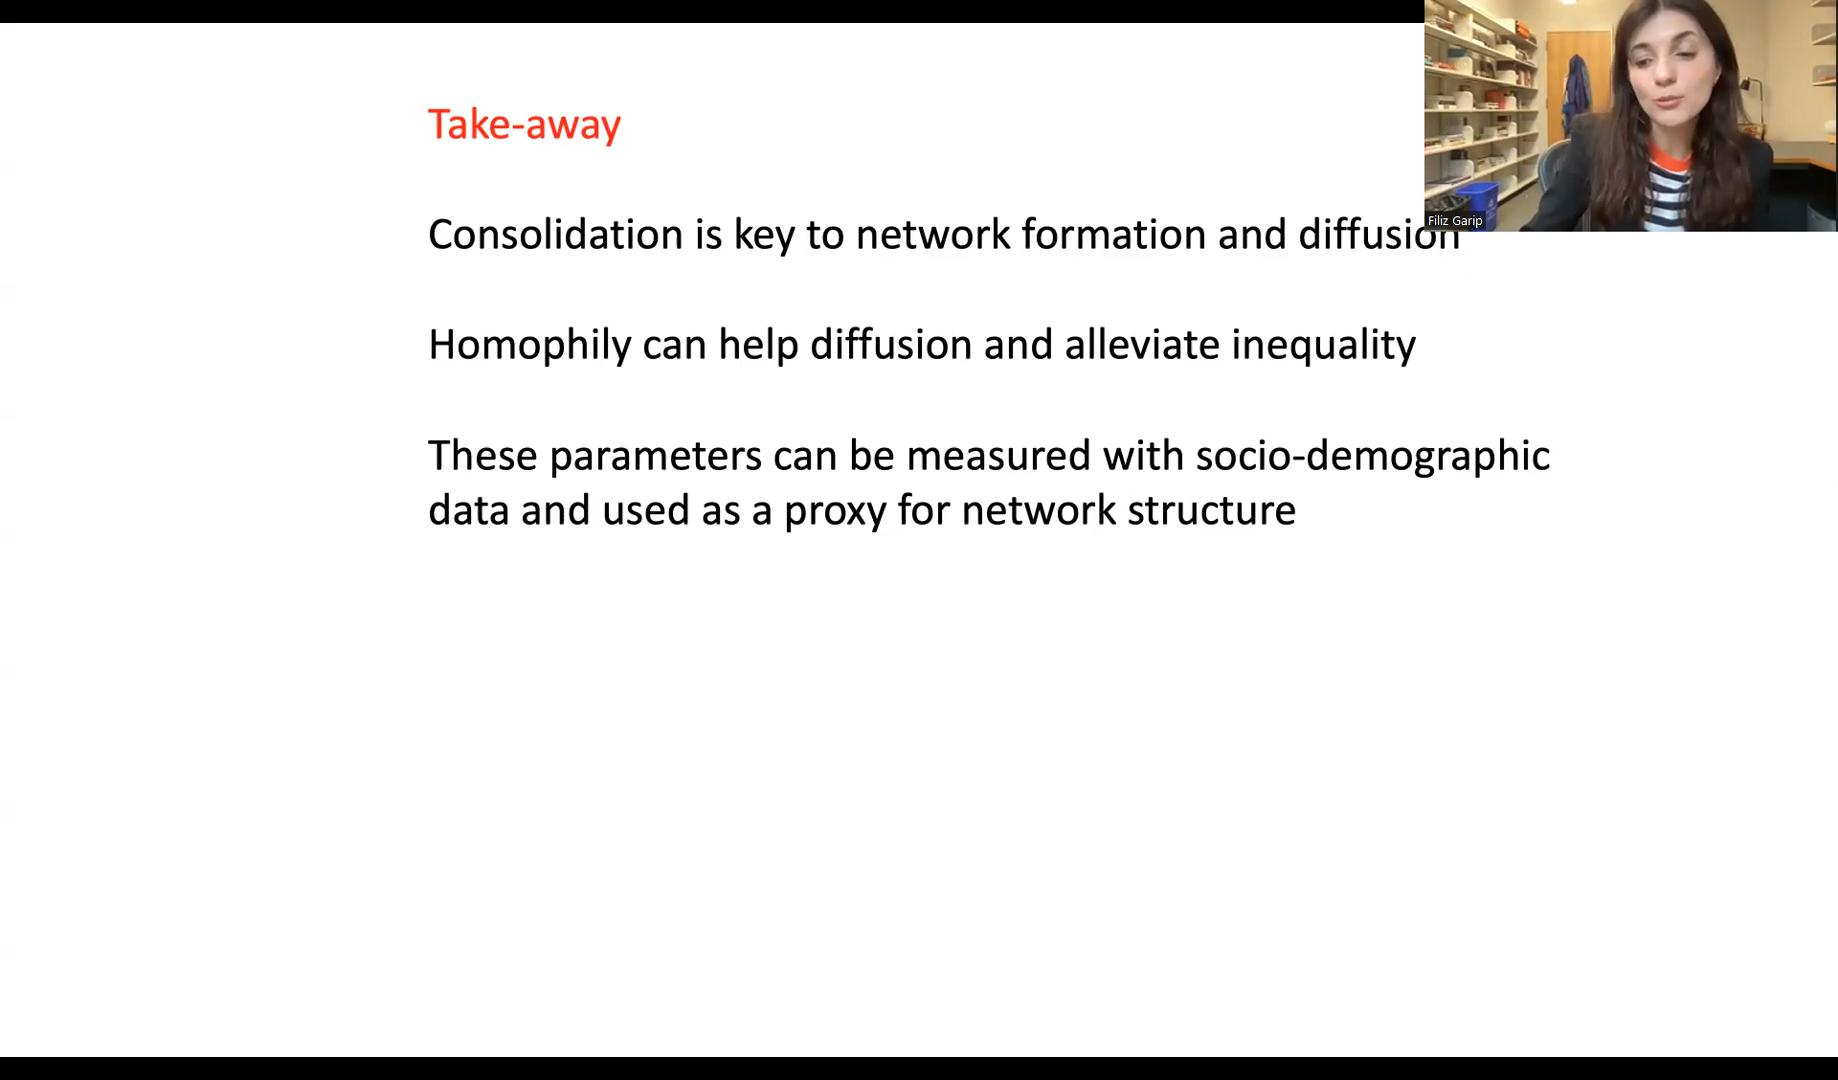 Take-away
Consolidation is key to network formation and diffusion
Homophily can help diffusion and alleviate inequality
These parameters can be measured with socio-demographic
data and used as a proxy for network structure
Filiz Garip